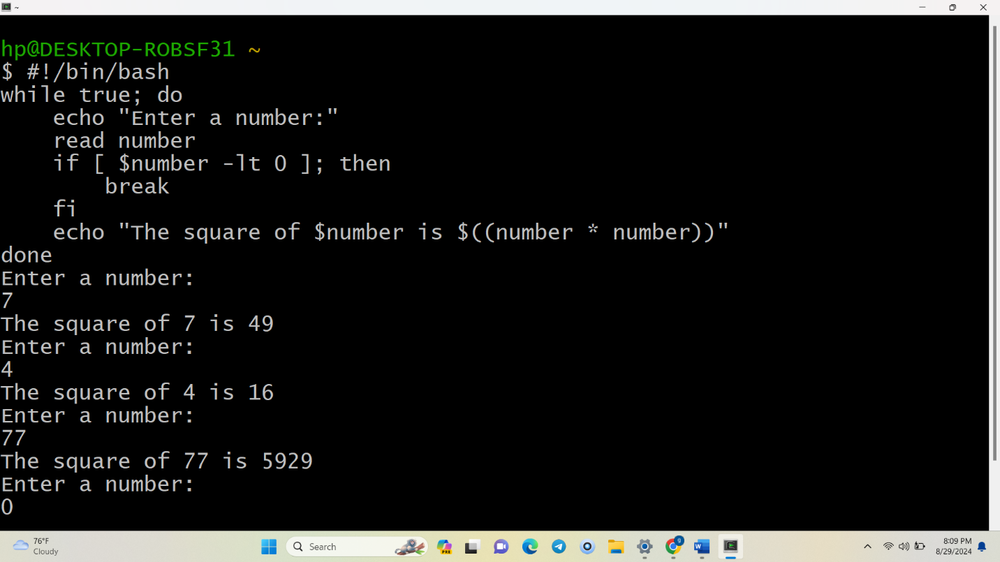 ~
hp@DESKTOP-ROBSF31 ~
$ #!/bin/bash
while true; do
    echo "Enter a number:"
    read number
    if [ $number -lt 0 ]; then
        break
    fi
    echo "The square of $number is $((number * number))"
done
Enter a number:
7
The square of 7 is 49
Enter a number:
4
The square of 4 is 16
Enter a number:
77
The square of 77 is 5929
Enter a number:
0
76°F
Cloudy
Search
PRE
g
W
8:09 PM
8/29/2024